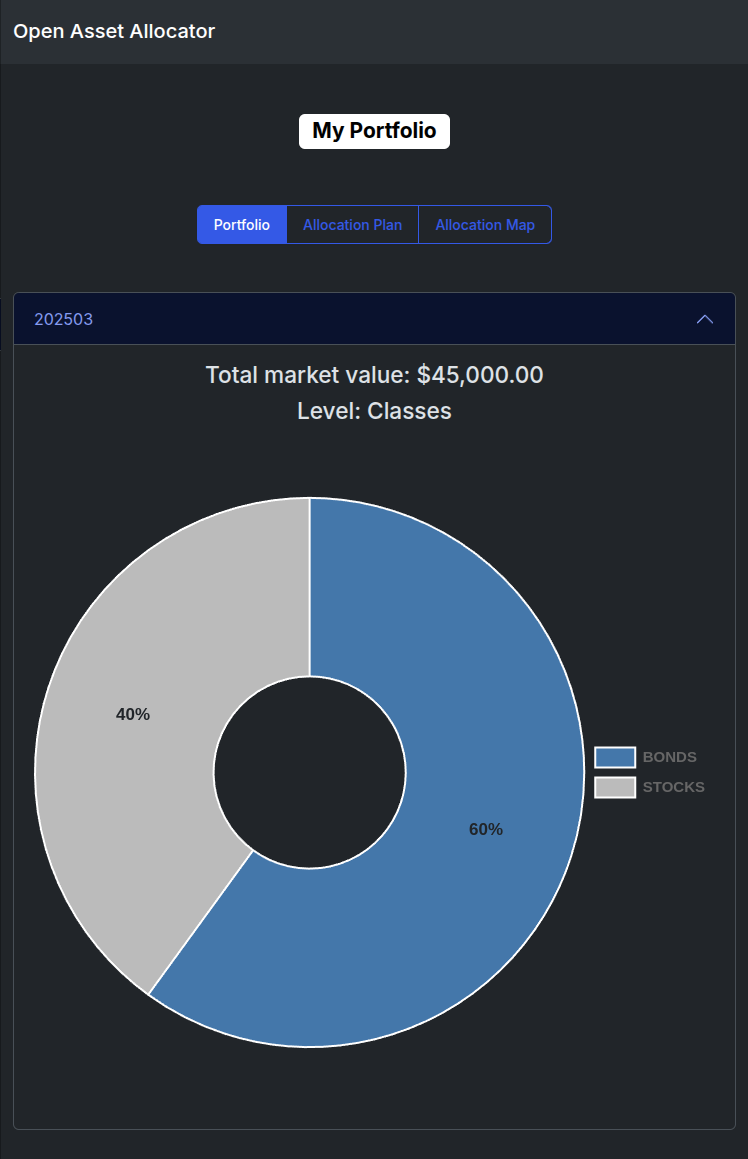 Open Asset Allocator
My Portfolio
Portfolio Allocation Plan Allocation Map
202503
Total market value: $45,000.00
Level: Classes
40%
BONDS
STOCKS
60%